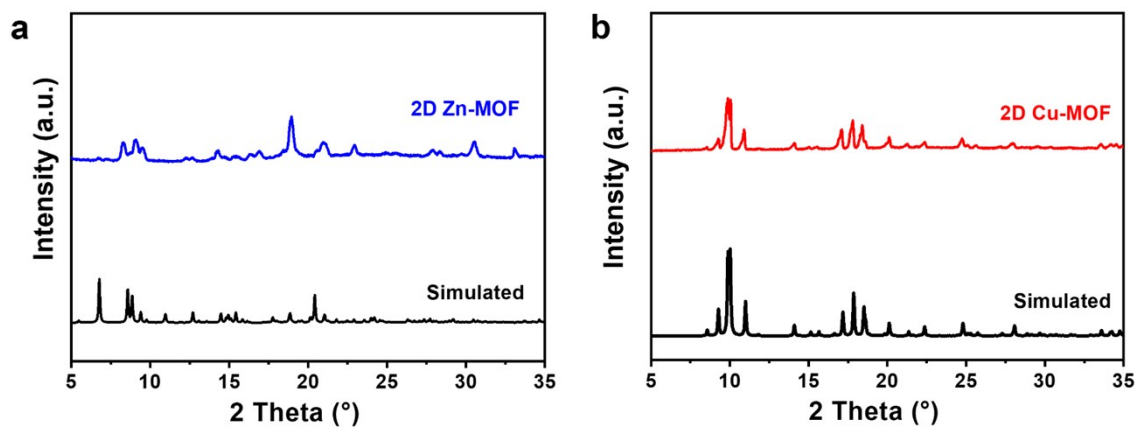 a
Intensity (a.u.)
2D Zn-MOF
Simulated
5 10 15 20 25 30 35
2 Theta (°)
b
Intensity (a.u.)
2D Cu-MOF
Simulated
5 10 15 20 25 30 35
2 Theta (°)